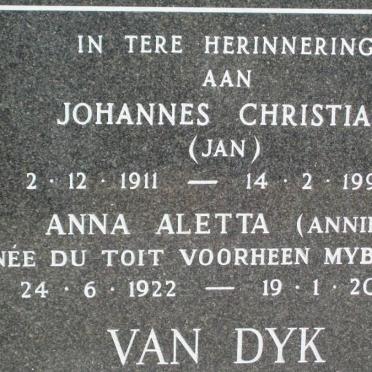 IN TERE HERINNERING
AAN
JOHANNES CHRISTIA
(JAN)
2 · 12 · 1911 — 14 · 2 · 199
ANNA ALETTA (ANNI
NÉE DU TOIT VOORHEEN MYB
24 · 6 · 1922 — 19 · 1 · 20
VAN DYK